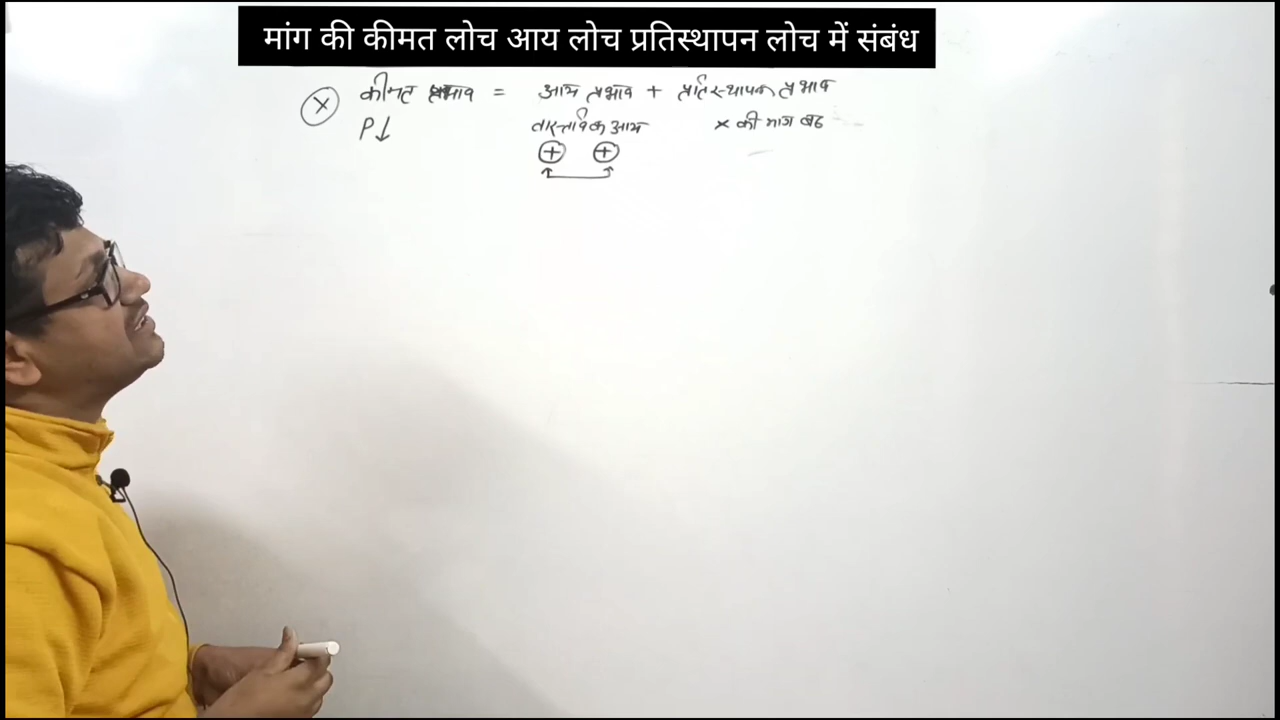 मांग की कीमत लोच आय लोच प्रतिस्थापन लोच में संबंध
X कीमत प्रभाव = आय प्रभाव + प्रतिस्थापन प्रभाव
P↓ वास्तविक आय X की मांग बढ
+ +